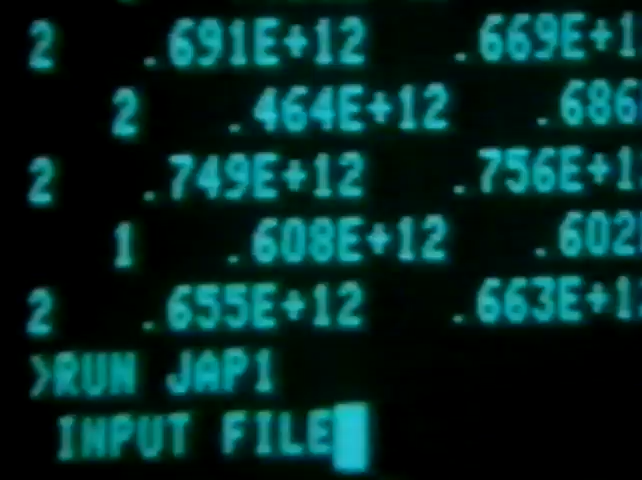 2 .691E+12 .669E+1
2 .464E+12 .686
2 .749E+12 .756E+1
1 .608E+12 .602
2 .655E+12 .663E+1
>RUN JAP1
INPUT FILE